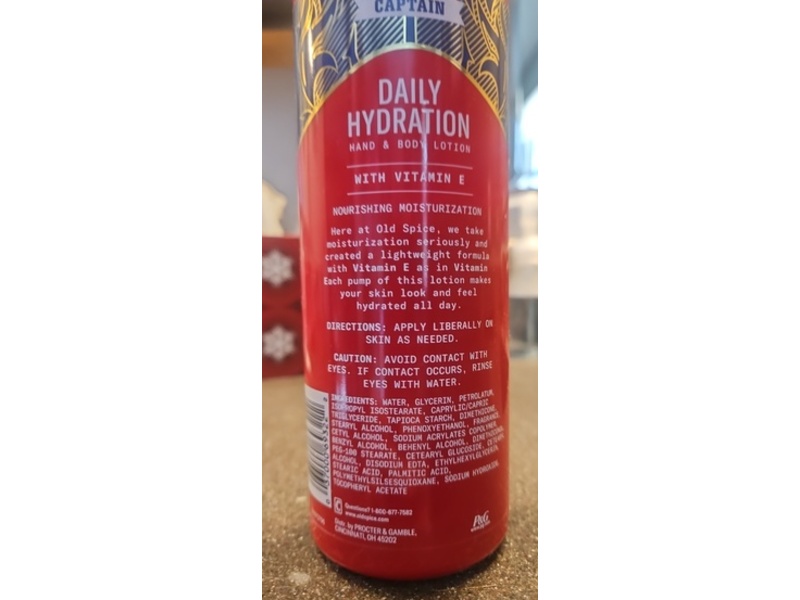 CAPTAIN
DAILY
HYDRATION
HAND & BODY LOTION
WITH VITAMIN E
NOURISHING MOISTURIZATION
Here at Old Spice, we take
moisturization seriously and
created a lightweight formula
with Vitamin E as in Vitamin
Each pump of this lotion makes
your skin look and feel
hydrated all day.
DIRECTIONS: APPLY LIBERALLY ON
SKIN AS NEEDED.
CAUTION: AVOID CONTACT WITH
EYES. IF CONTACT OCCURS, RINSE
EYES WITH WATER.
INGREDIENTS: WATER, GLYCERIN, PETROLATUM,
ISOPROPYL ISOSTEARATE, CAPRYLIC/CAPRIC
TRIGLYCERIDE, TAPIOCA STARCH, DIMETHICONE,
STEARYL ALCOHOL, PHENOXYETHANOL, FRAGRANCE,
CETYL ALCOHOL, SODIUM ACRYLATES COPOLYMER,
BENZYL ALCOHOL, BEHENYL ALCOHOL, DIMETHICONOL,
PEG-100 STEARATE, CETEARYL GLUCOSIDE, CETEARYL
ALCOHOL, DISODIUM EDTA, ETHYLHEXYLGLYCERIN,
STEARIC ACID, PALMITIC ACID,
POLYMETHYLSILSESQUIOXANE, SODIUM HYDROXIDE,
TOCOPHERYL ACETATE
Questions? 1-800-677-7582
www.oldspice.com
Distr. by PROCTER & GAMBLE,
CINCINNATI, OH 45202
P&G